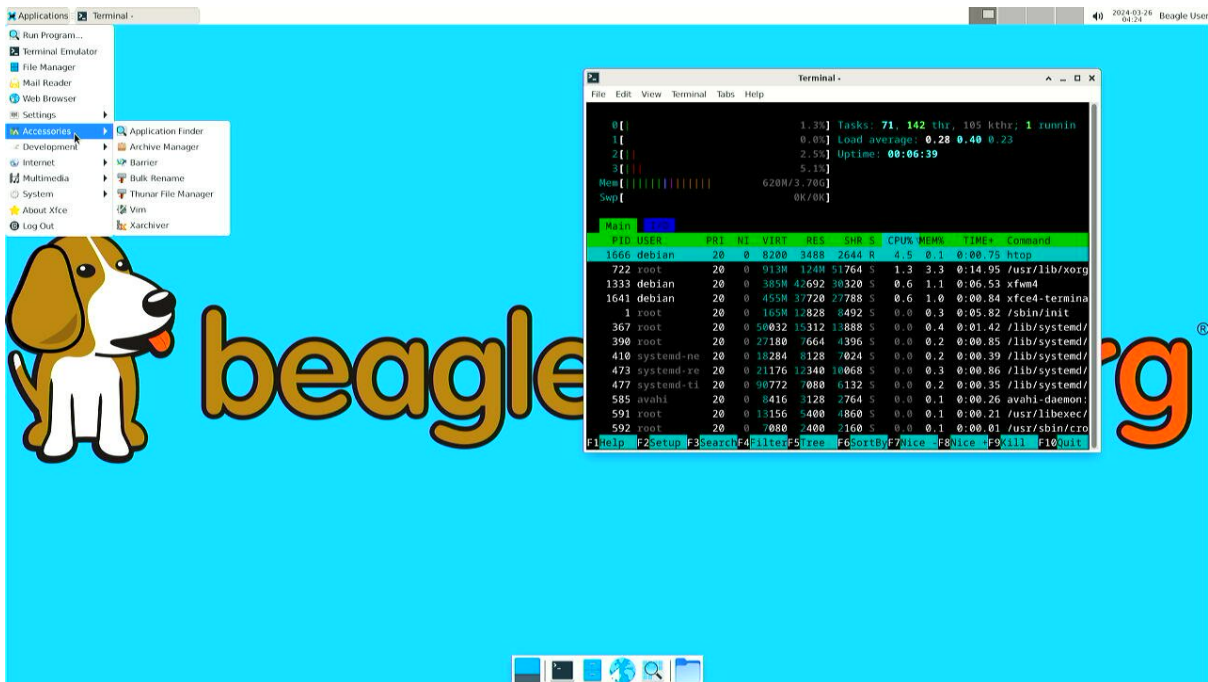 Applications Terminal -
2024-03-26
04:24
Beagle User
Run Program...
Terminal Emulator
File Manager
Mail Reader
Web Browser
Settings
Accessories
Development
Internet
Multimedia
System
About Xfce
Log Out
Application Finder
Archive Manager
Barrier
Bulk Rename
Thunar File Manager
Vim
Xarchiver
beagle
rg
®
Terminal -
File Edit View Terminal Tabs Help
0[| 1.3%] Tasks: 71, 142 thr, 105 kthr; 1 runnin
1[ 0.0%] Load average: 0.28 0.40 0.23
2[|| 2.5%] Uptime: 00:06:39
3[||| 5.1%]
Mem[|||||||||||||||| 620M/3.70G]
Swp[ 0K/0K]
Main I/O
PID USER PRI NI VIRT RES SHR S CPU% MEM% TIME+ Command
1666 debian 20 0 8200 3488 2644 R 4.5 0.1 0:00.75 htop
722 root 20 0 913M 124M 51764 S 1.3 3.3 0:14.95 /usr/lib/xorg
1333 debian 20 0 385M 42692 30320 S 0.6 1.1 0:06.53 xfwm4
1641 debian 20 0 455M 37720 27788 S 0.6 1.0 0:00.84 xfce4-termina
1 root 20 0 165M 12828 8492 S 0.0 0.3 0:05.82 /sbin/init
367 root 20 0 50032 15312 13888 S 0.0 0.4 0:01.42 /lib/systemd/
390 root 20 0 27180 7664 4396 S 0.0 0.2 0:00.85 /lib/systemd/
410 systemd-ne 20 0 18284 8128 7024 S 0.0 0.2 0:00.39 /lib/systemd/
473 systemd-re 20 0 21176 12340 10068 S 0.0 0.3 0:00.86 /lib/systemd/
477 systemd-ti 20 0 90772 7080 6132 S 0.0 0.2 0:00.35 /lib/systemd/
585 avahi 20 0 8416 3128 2764 S 0.0 0.1 0:00.26 avahi-daemon:
591 root 20 0 13156 5400 4860 S 0.0 0.1 0:00.21 /usr/libexec/
592 root 20 0 7080 2400 2160 S 0.0 0.1 0:00.01 /usr/sbin/cro
F1Help F2Setup F3SearchF4FilterF5Tree F6SortByF7Nice -F8Nice +F9Kill F10Quit